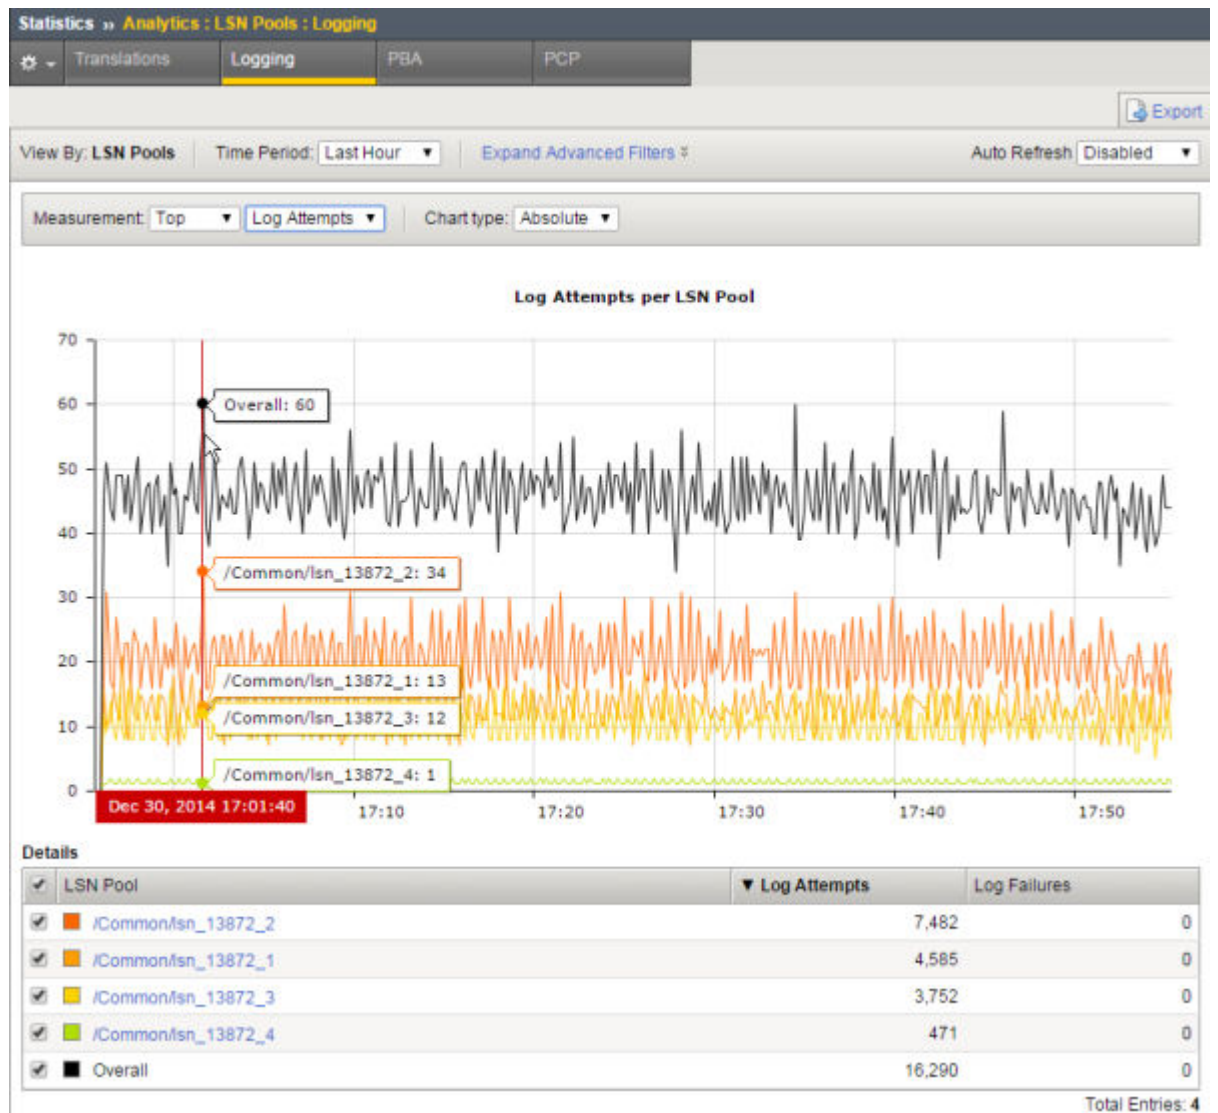 Statistics » Analytics : LSN Pools : Logging
Translations Logging PBA PCP
Export
View By: LSN Pools Time Period: Last Hour Expand Advanced Filters Auto Refresh Disabled
Measurement: Top Log Attempts Chart type: Absolute
Log Attempts per LSN Pool
70
60
Overall: 60
50
40
/Common/lsn_13872_2: 34
30
20
/Common/lsn_13872_1: 13
/Common/lsn_13872_3: 12
10
/Common/lsn_13872_4: 1
0
Dec 30, 2014 17:01:40 17:10 17:20 17:30 17:40 17:50
Details
LSN Pool ▼ Log Attempts Log Failures
/Common/lsn_13872_2 7,482 0
/Common/lsn_13872_1 4,585 0
/Common/lsn_13872_3 3,752 0
/Common/lsn_13872_4 471 0
Overall 16,290 0
Total Entries: 4